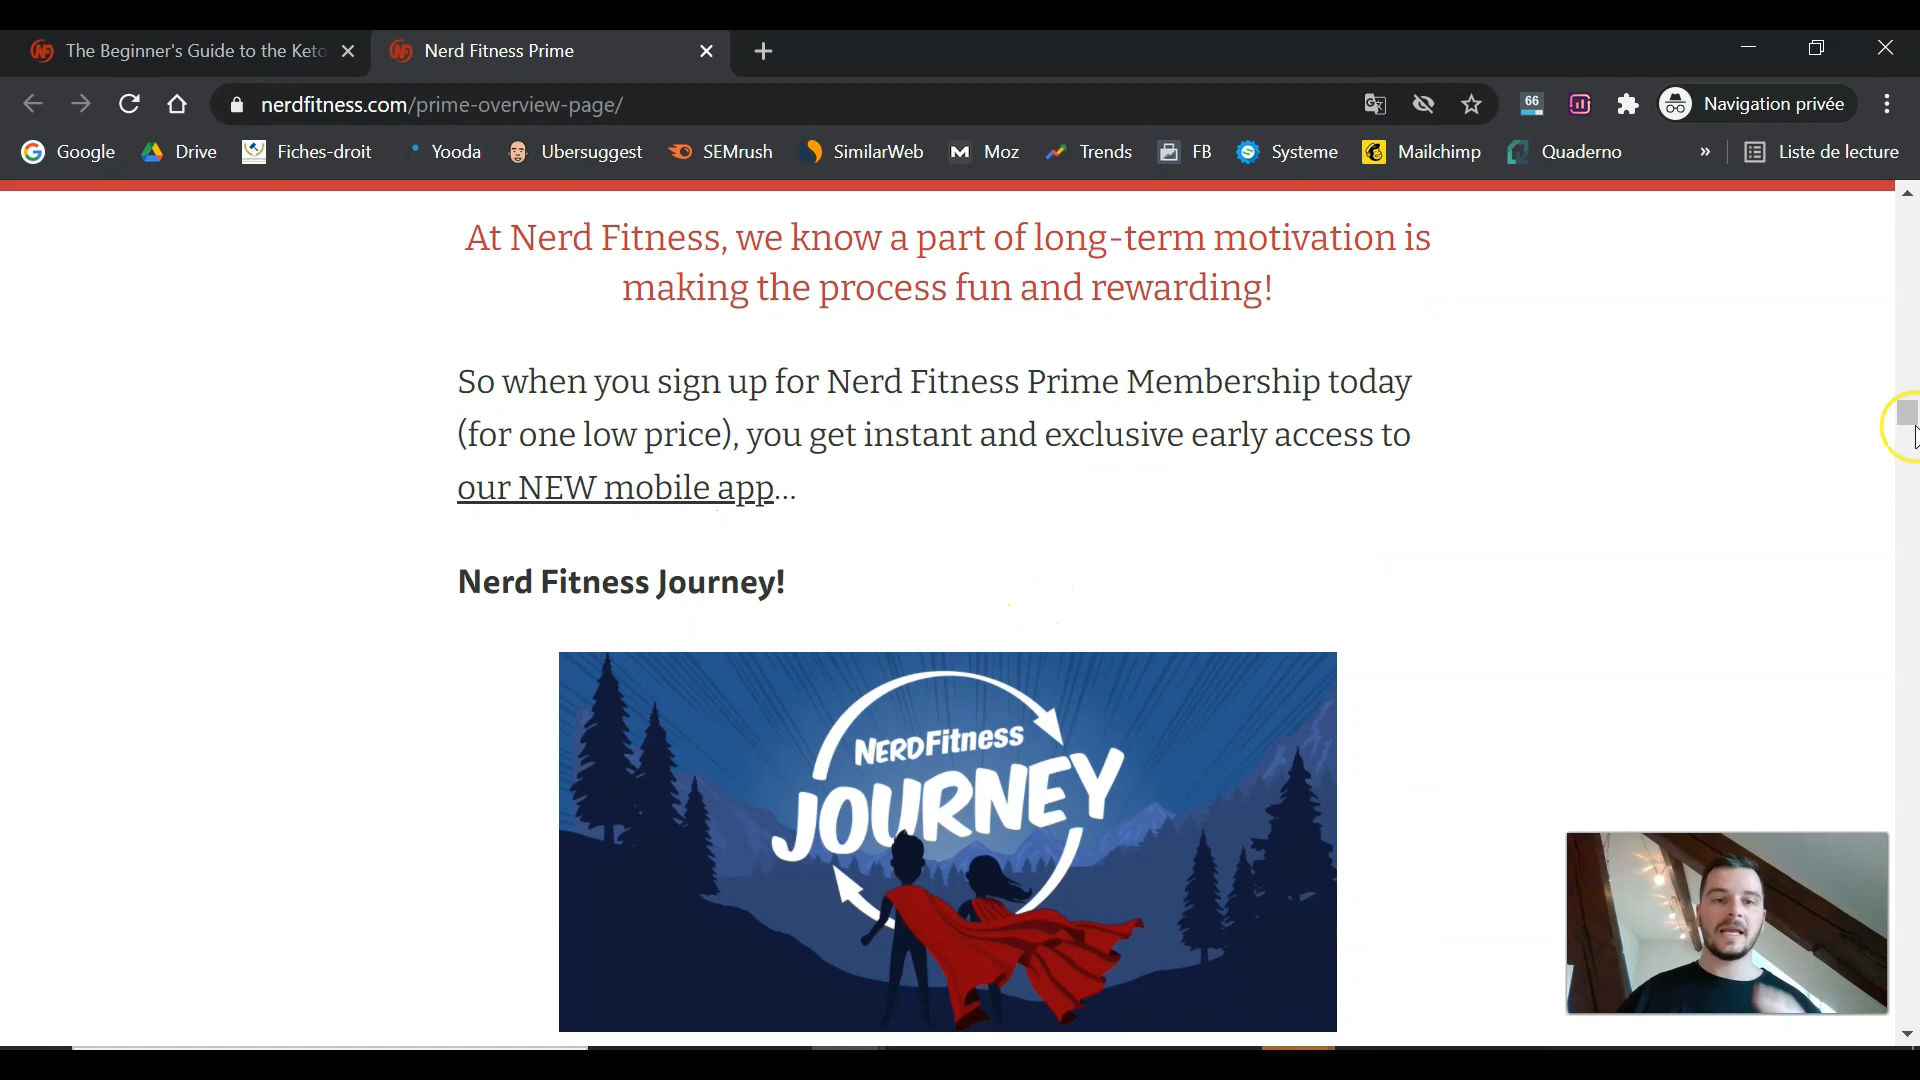 The Beginner's Guide to the Keto
Nerd Fitness Prime
nerdfitness.com/prime-overview-page/
66
Navigation privée
Google
Drive
Fiches-droit
Yooda
Ubersuggest
SEMrush
SimilarWeb
Moz
Trends
FB
Systeme
Mailchimp
Quaderno
»
Liste de lecture
At Nerd Fitness, we know a part of long-term motivation is
making the process fun and rewarding!
So when you sign up for Nerd Fitness Prime Membership today
(for one low price), you get instant and exclusive early access to
our NEW mobile app...
Nerd Fitness Journey!
NERDFitness
JOURNEY